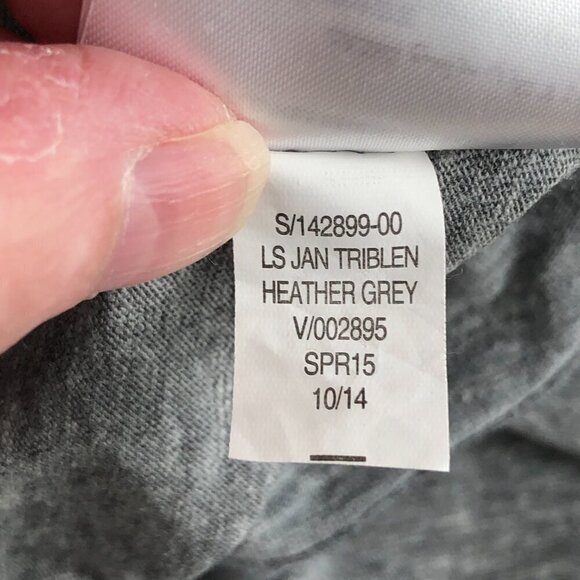 S/142899-00
LS JAN TRIBLEN
HEATHER GREY
V/002895
SPR15
10/14